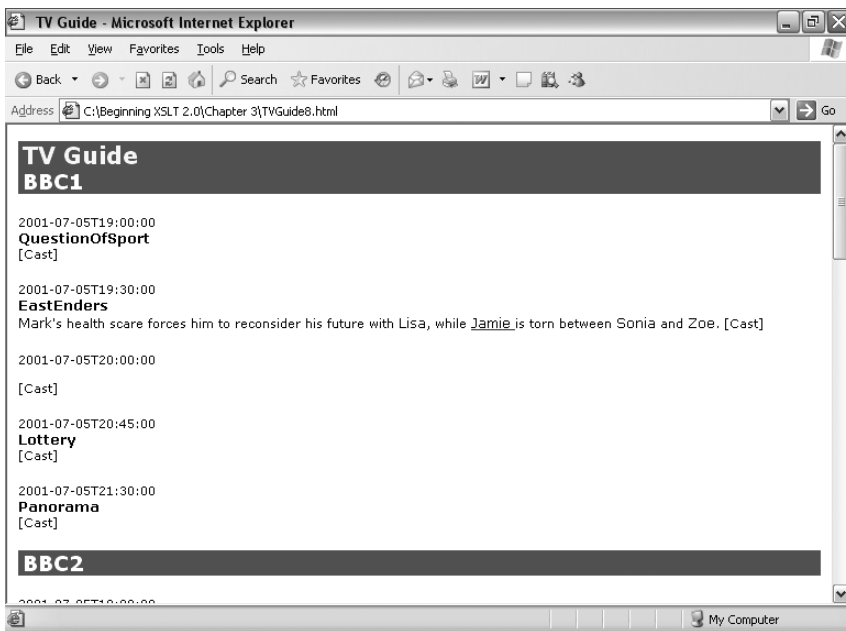 TV Guide - Microsoft Internet Explorer
File Edit View Favorites Tools Help
Back Search Favorites
Address C:\Beginning XSLT 2.0\Chapter 3\TVGuide8.html Go
TV Guide
BBC1
2001-07-05T19:00:00
QuestionOfSport
[Cast]
2001-07-05T19:30:00
EastEnders
Mark's health scare forces him to reconsider his future with Lisa, while Jamie is torn between Sonia and Zoe. [Cast]
2001-07-05T20:00:00
[Cast]
2001-07-05T20:45:00
Lottery
[Cast]
2001-07-05T21:30:00
Panorama
[Cast]
BBC2
My Computer